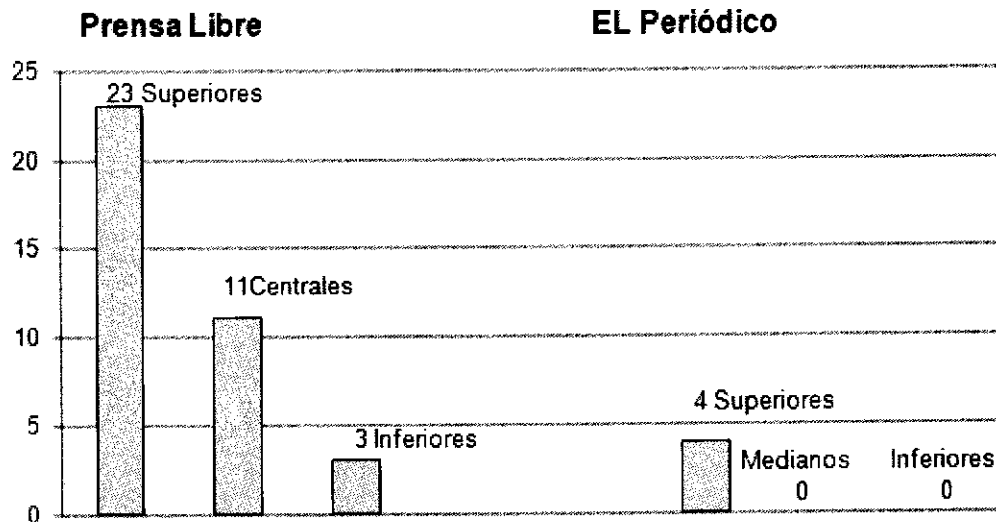 Prensa Libre
EL Periódico
25
20
15
10
5
0
23 Superiores
11Centrales
3 Inferiores
4 Superiores
Medianos
0
Inferiores
0